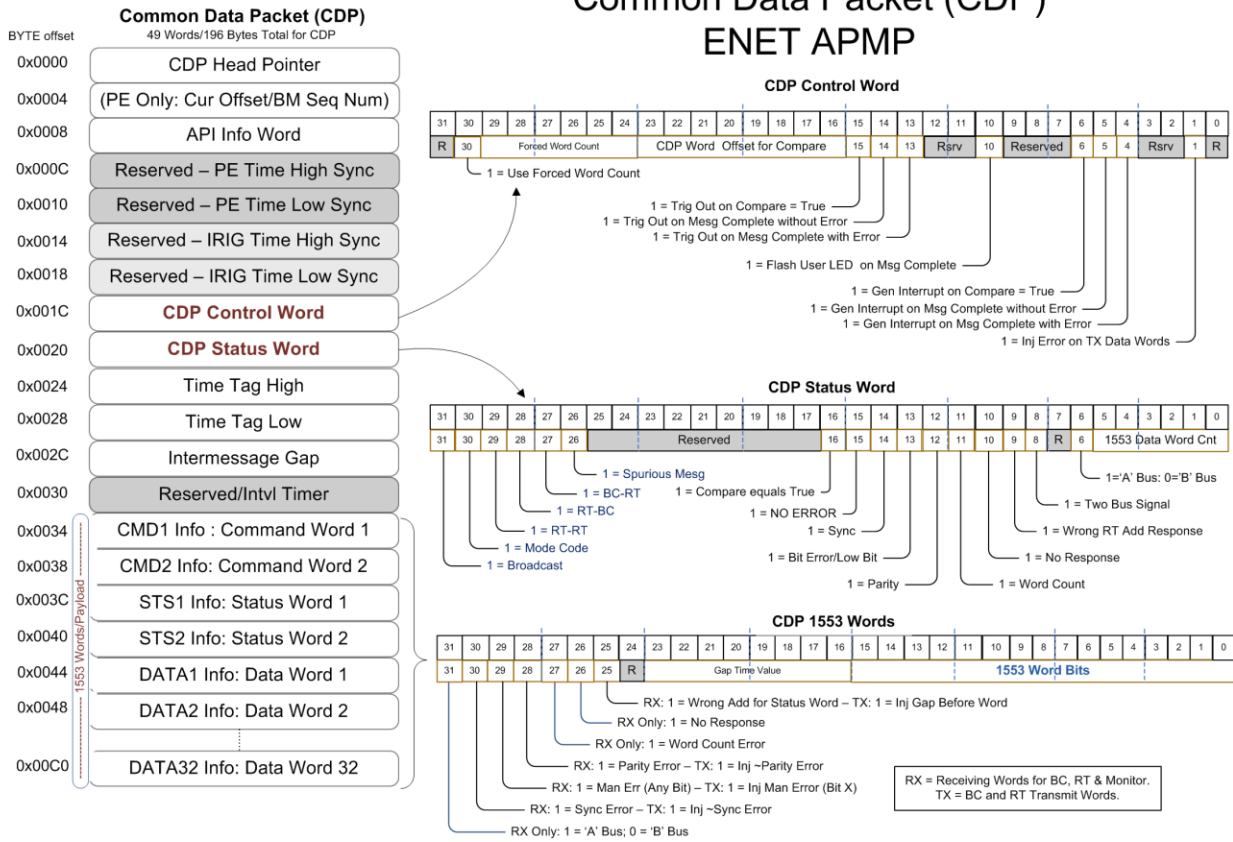 Common Data Packet (CDP)
ENET APMP
Common Data Packet (CDP)
49 Words/196 Bytes Total for CDP
BYTE offset
0x0000 CDP Head Pointer
0x0004 (PE Only: Cur Offset/BM Seq Num)
0x0008 API Info Word
0x000C Reserved – PE Time High Sync
0x0010 Reserved – PE Time Low Sync
0x0014 Reserved – IRIG Time High Sync
0x0018 Reserved – IRIG Time Low Sync
0x001C CDP Control Word
0x0020 CDP Status Word
0x0024 Time Tag High
0x0028 Time Tag Low
0x002C Intermessage Gap
0x0030 Reserved/Intvl Timer
0x0034 CMD1 Info : Command Word 1
0x0038 CMD2 Info: Command Word 2
0x003C STS1 Info: Status Word 1
0x0040 STS2 Info: Status Word 2
0x0044 DATA1 Info: Data Word 1
0x0048 DATA2 Info: Data Word 2
0x00C0 DATA32 Info: Data Word 32
1553 Words/Payload
CDP Control Word
31 30 29 28 27 26 25 24 23 22 21 20 19 18 17 16 15 14 13 12 11 10 9 8 7 6 5 4 3 2 1 0
R 30 Forced Word Count CDP Word Offset for Compare 15 14 13 Rsrv 10 Reserved 6 5 4 Rsrv 1 R
1 = Use Forced Word Count
1 = Trig Out on Compare = True
1 = Trig Out on Mesg Complete without Error
1 = Trig Out on Mesg Complete with Error
1 = Flash User LED on Msg Complete
1 = Gen Interrupt on Compare = True
1 = Gen Interrupt on Msg Complete without Error
1 = Gen Interrupt on Msg Complete with Error
1 = Inj Error on TX Data Words
CDP Status Word
31 30 29 28 27 26 25 24 23 22 21 20 19 18 17 16 15 14 13 12 11 10 9 8 7 6 5 4 3 2 1 0
31 30 29 28 27 26 Reserved 16 15 14 13 12 11 10 9 8 R 6 1553 Data Word Cnt
1 = Spurious Mesg
1 = BC-RT
1 = RT-BC
1 = RT-RT
1 = Mode Code
1 = Broadcast
1 = Compare equals True
1 = NO ERROR
1 = Sync
1 = Bit Error/Low Bit
1 = Parity
1='A' Bus: 0='B' Bus
1 = Two Bus Signal
1 = Wrong RT Add Response
1 = No Response
1 = Word Count
CDP 1553 Words
31 30 29 28 27 26 25 24 23 22 21 20 19 18 17 16 15 14 13 12 11 10 9 8 7 6 5 4 3 2 1 0
31 30 29 28 27 26 25 R Gap Time Value 1553 Word Bits
RX: 1 = Wrong Add for Status Word – TX: 1 = Inj Gap Before Word
RX Only: 1 = No Response
RX Only: 1 = Word Count Error
RX: 1 = Parity Error – TX: 1 = Inj ~Parity Error
RX: 1 = Man Err (Any Bit) – TX: 1 = Inj Man Error (Bit X)
RX: 1 = Sync Error – TX: 1 = Inj ~Sync Error
RX Only: 1 = 'A' Bus; 0 = 'B' Bus
RX = Receiving Words for BC, RT & Monitor.
TX = BC and RT Transmit Words.